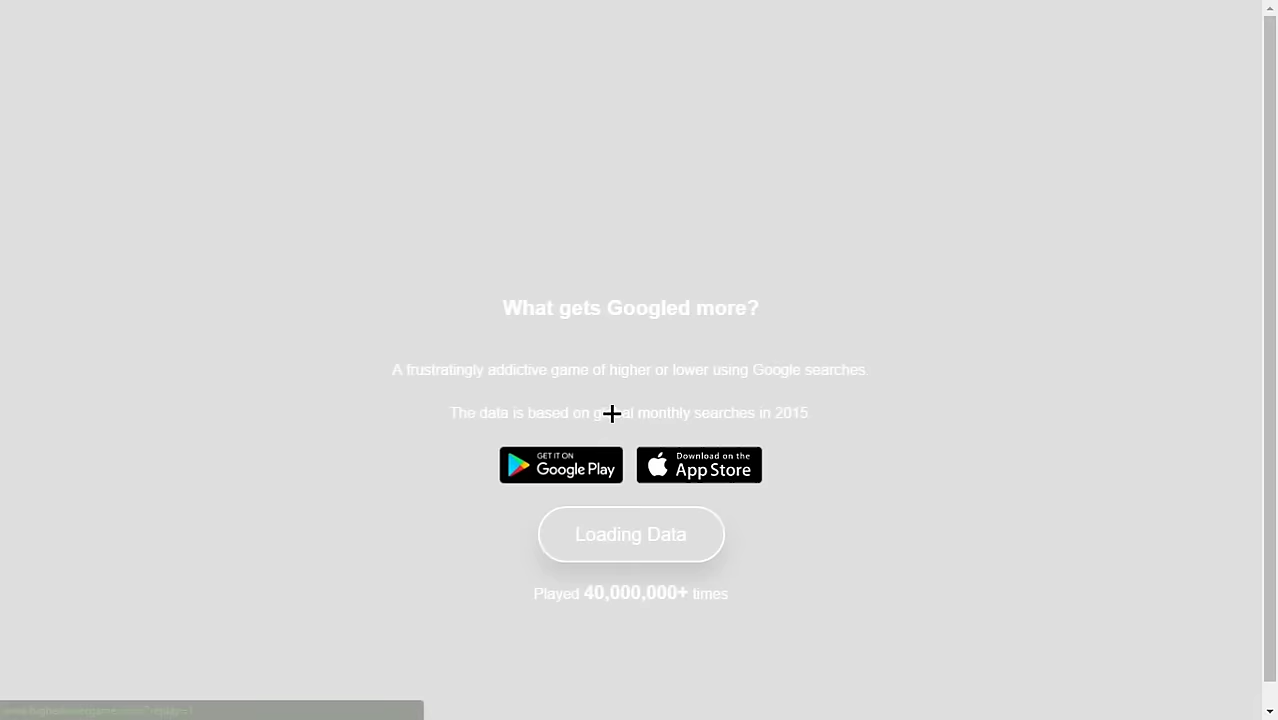 What gets Googled more?
A frustratingly addictive game of higher or lower using Google searches.
The data is based on monthly searches in 2015
GET IT ON
Google Play
Download on the
App Store
Loading Data
Played 40,000,000+ times